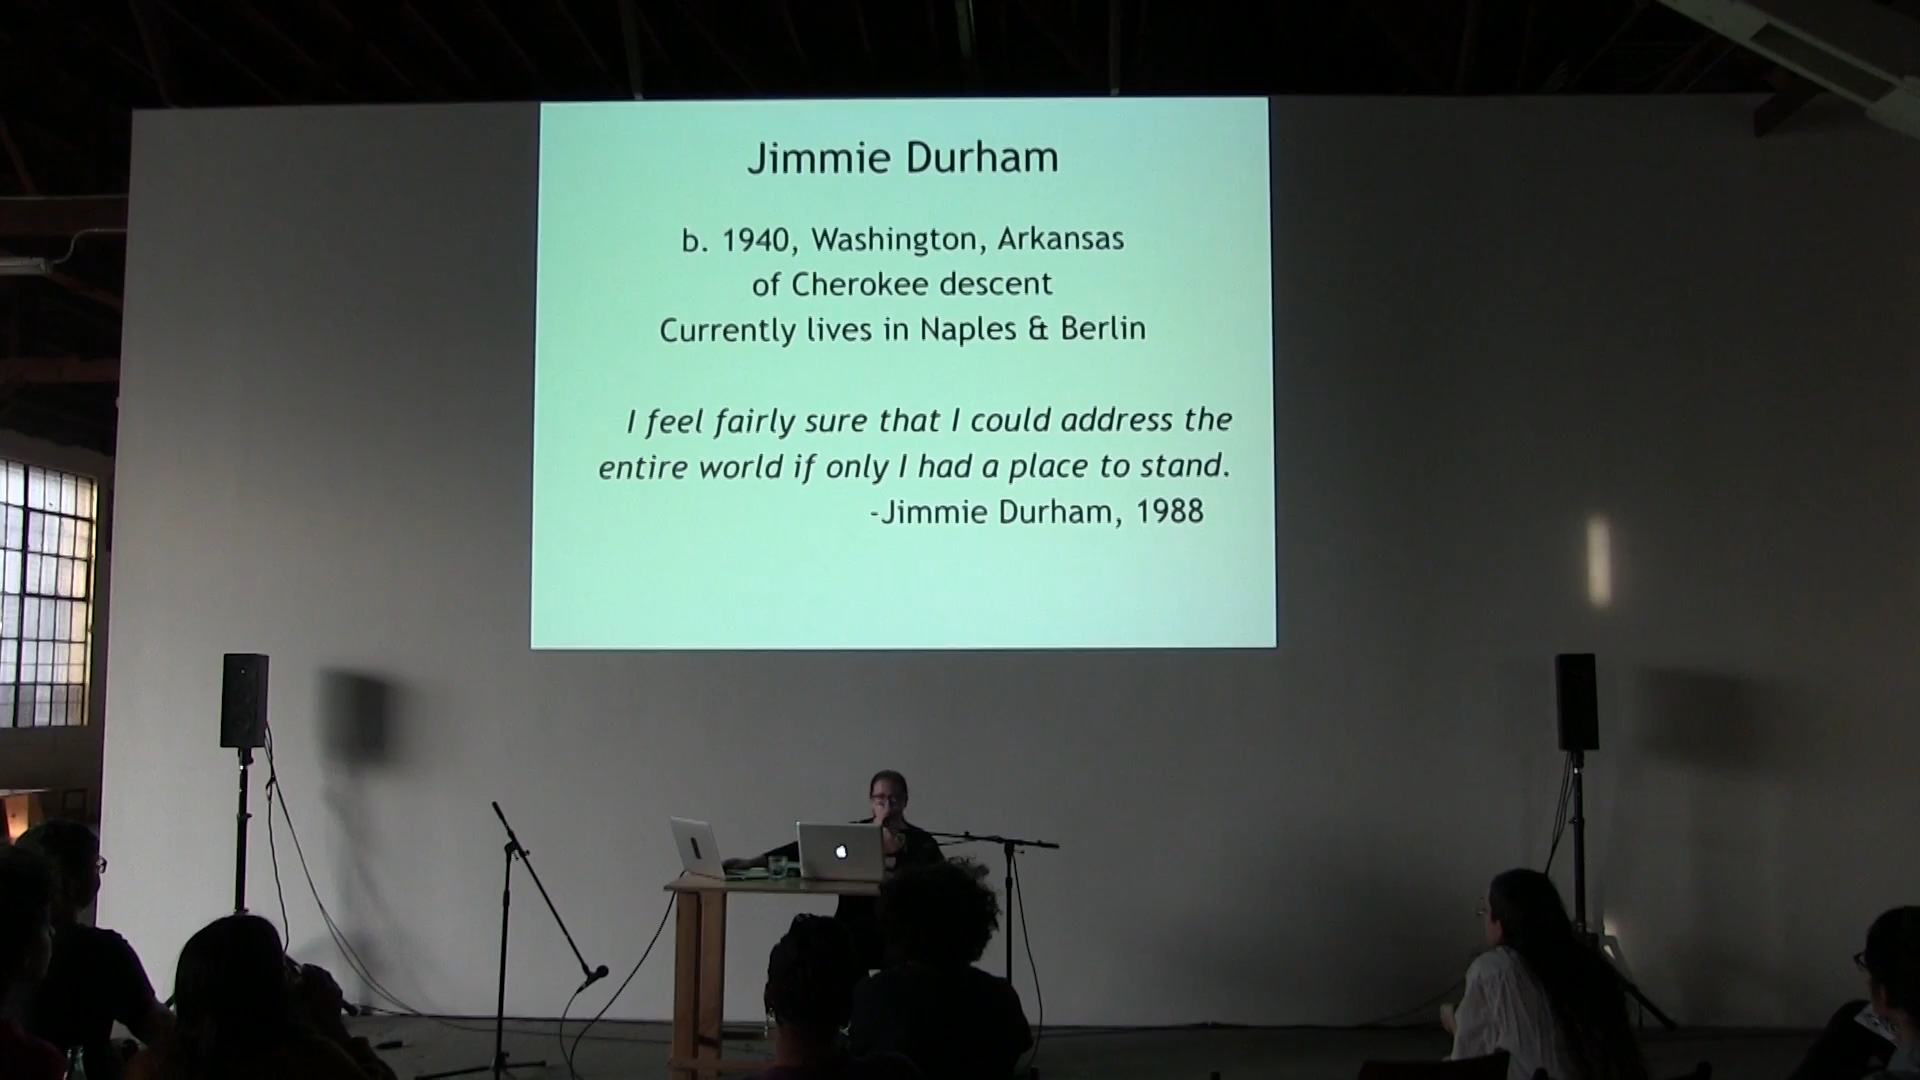 Jimmie Durham
b. 1940, Washington, Arkansas
of Cherokee descent
Currently lives in Naples & Berlin
I feel fairly sure that I could address the
entire world if only I had a place to stand.
-Jimmie Durham, 1988